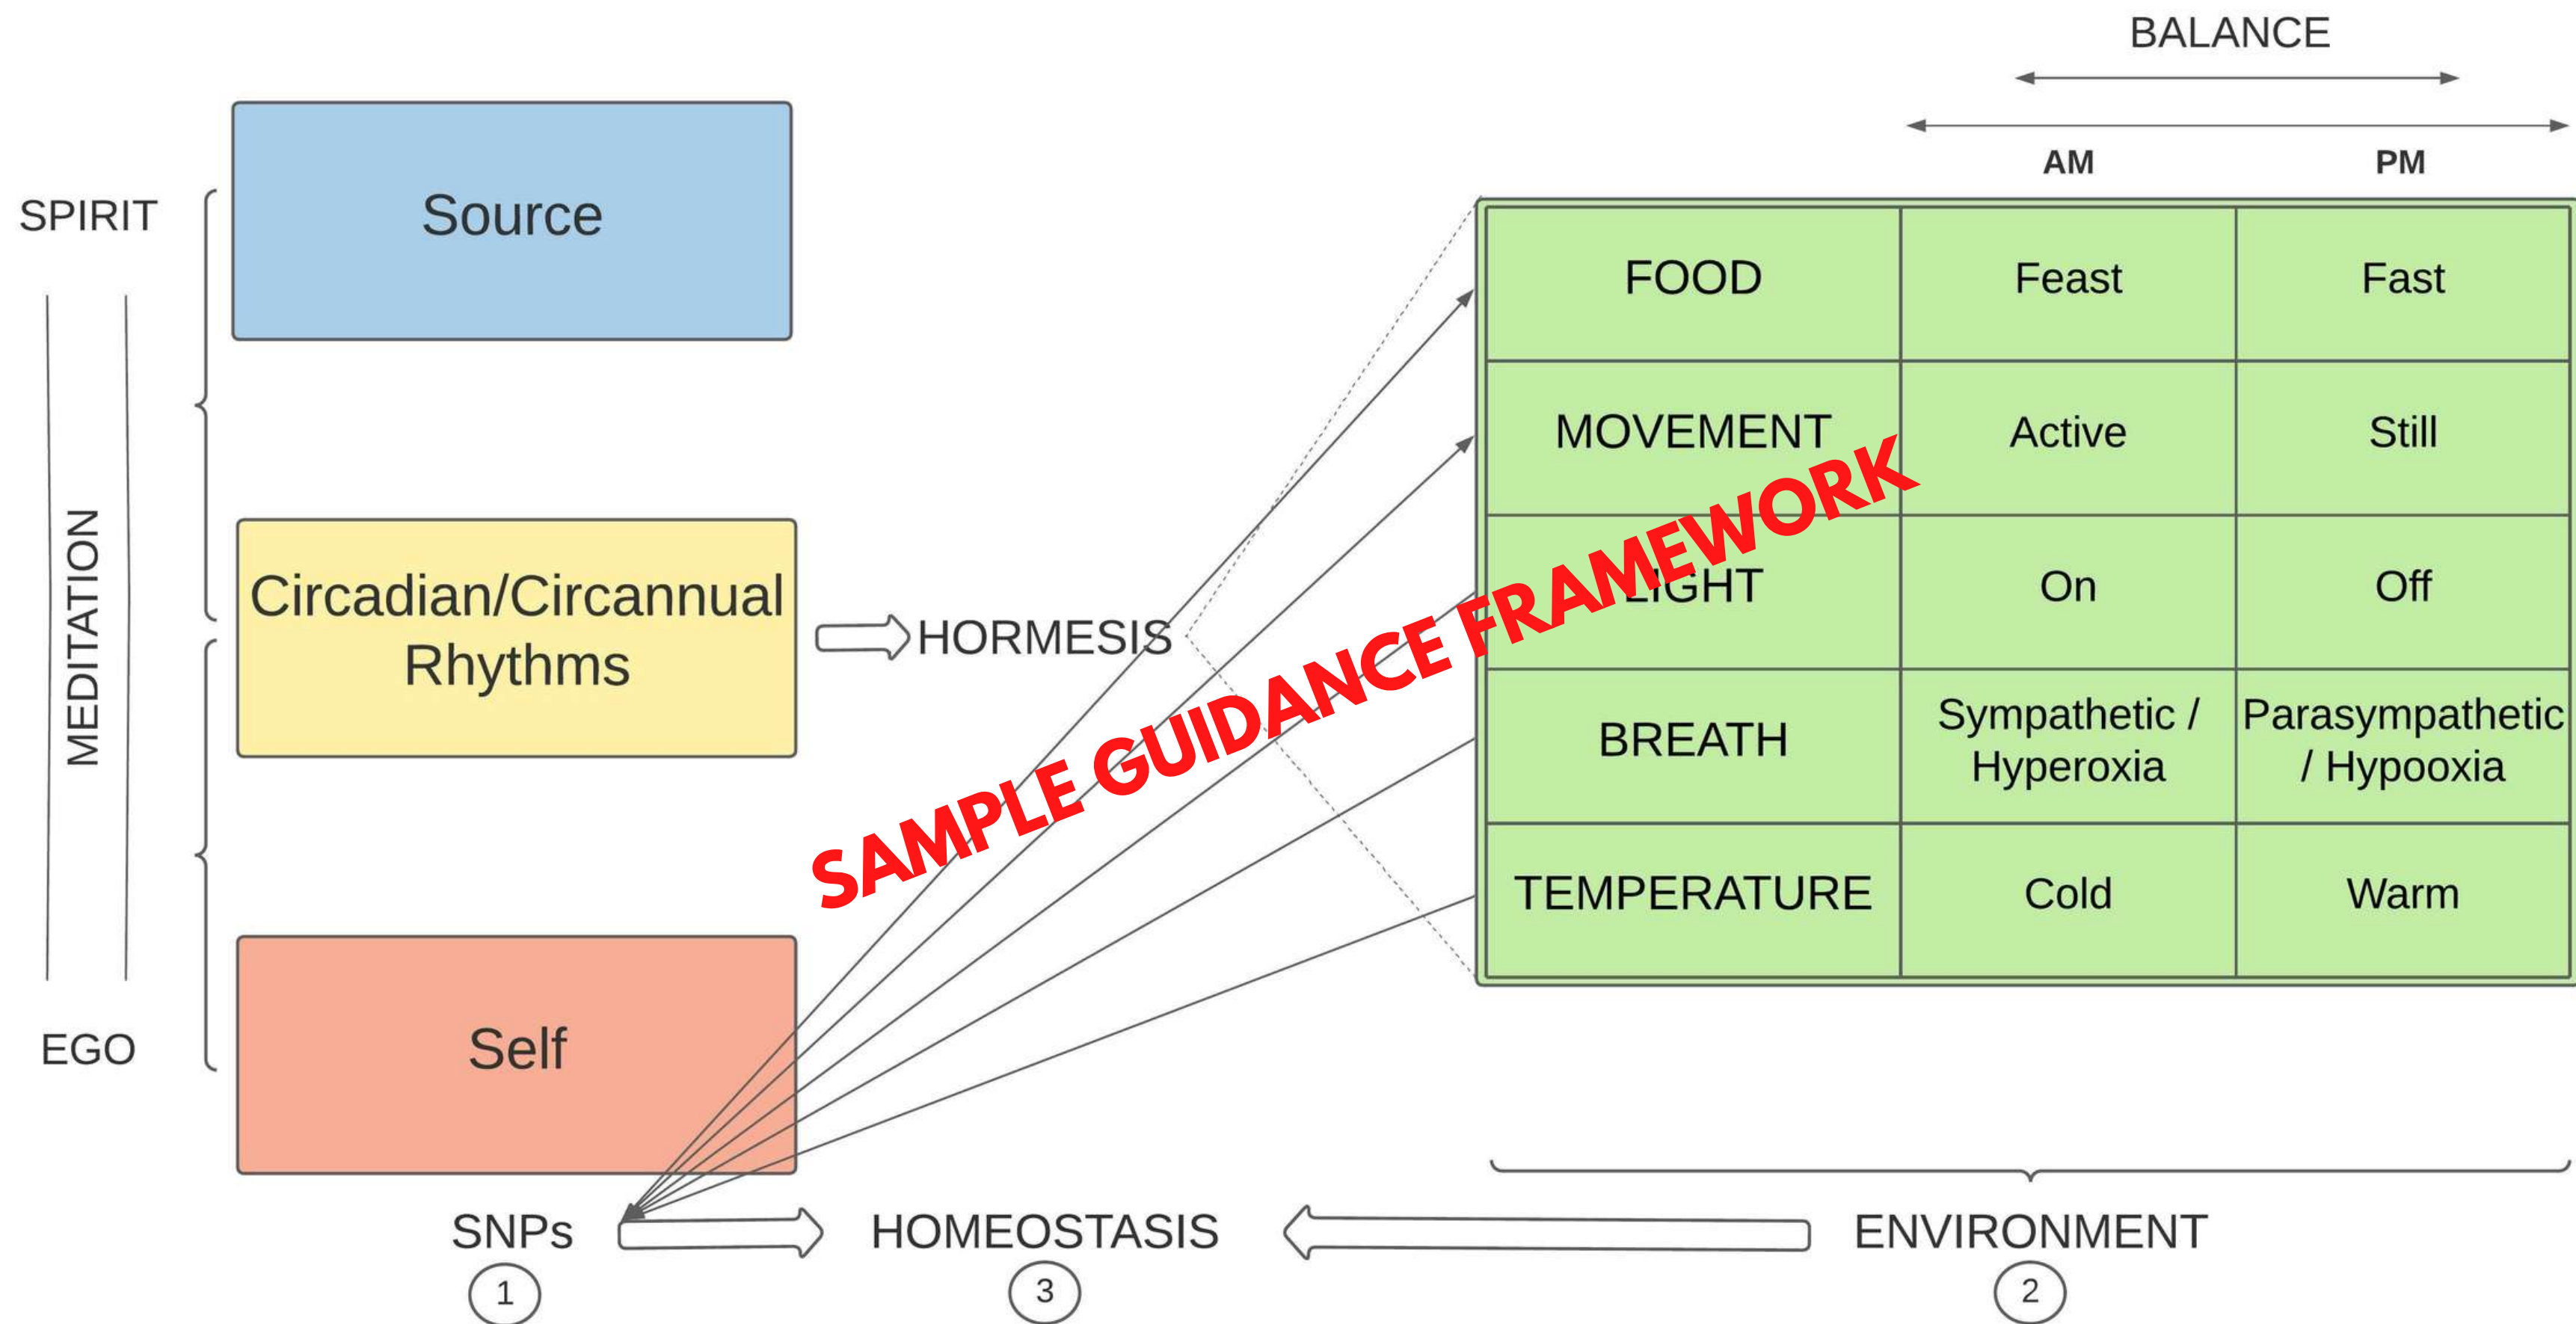 BALANCE
AM
PM
SPIRIT
MEDITATION
EGO
Source
Circadian/Circannual
Rhythms
Self
HORMESIS
FOOD
Feast
Fast
MOVEMENT
Active
Still
LIGHT
On
Off
BREATH
Sympathetic /
Hyperoxia
Parasympathetic
/ Hypooxia
TEMPERATURE
Cold
Warm
SAMPLE GUIDANCE FRAMEWORK
SNPs
1
HOMEOSTASIS
3
ENVIRONMENT
2